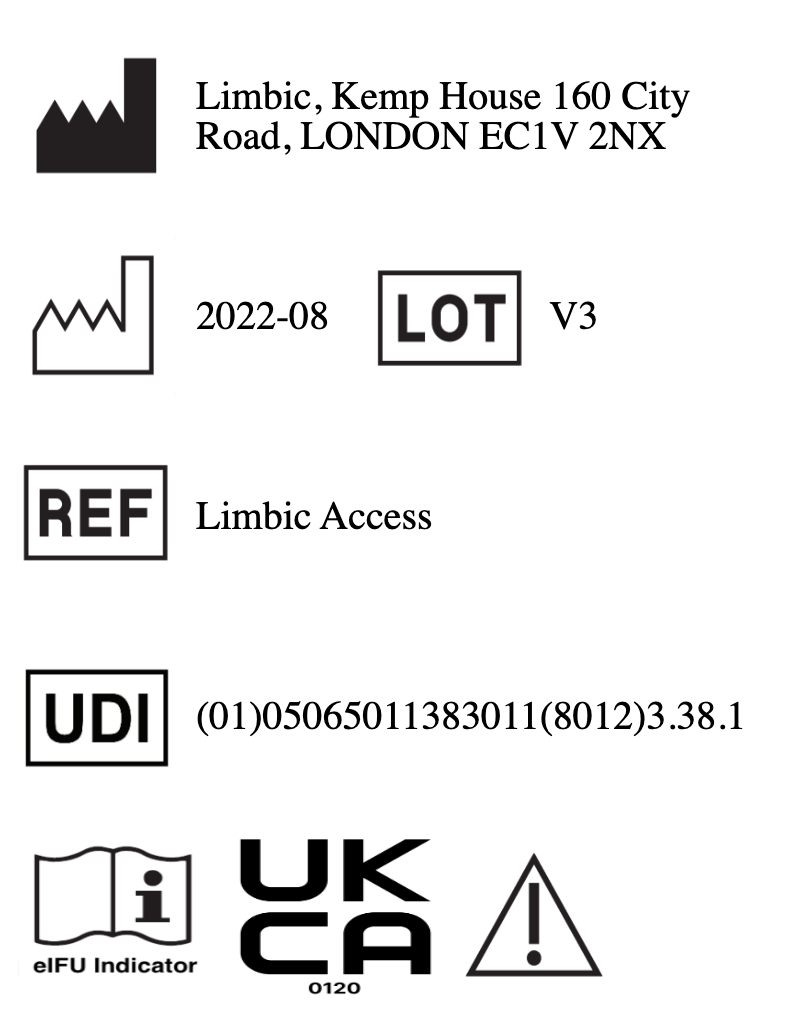 Limbic, Kemp House 160 City
Road, LONDON EC1V 2NX
2022-08 LOT V3
REF Limbic Access
UDI (01)05065011383011(8012)3.38.1
i
eIFU Indicator
UK
CA
0120
!